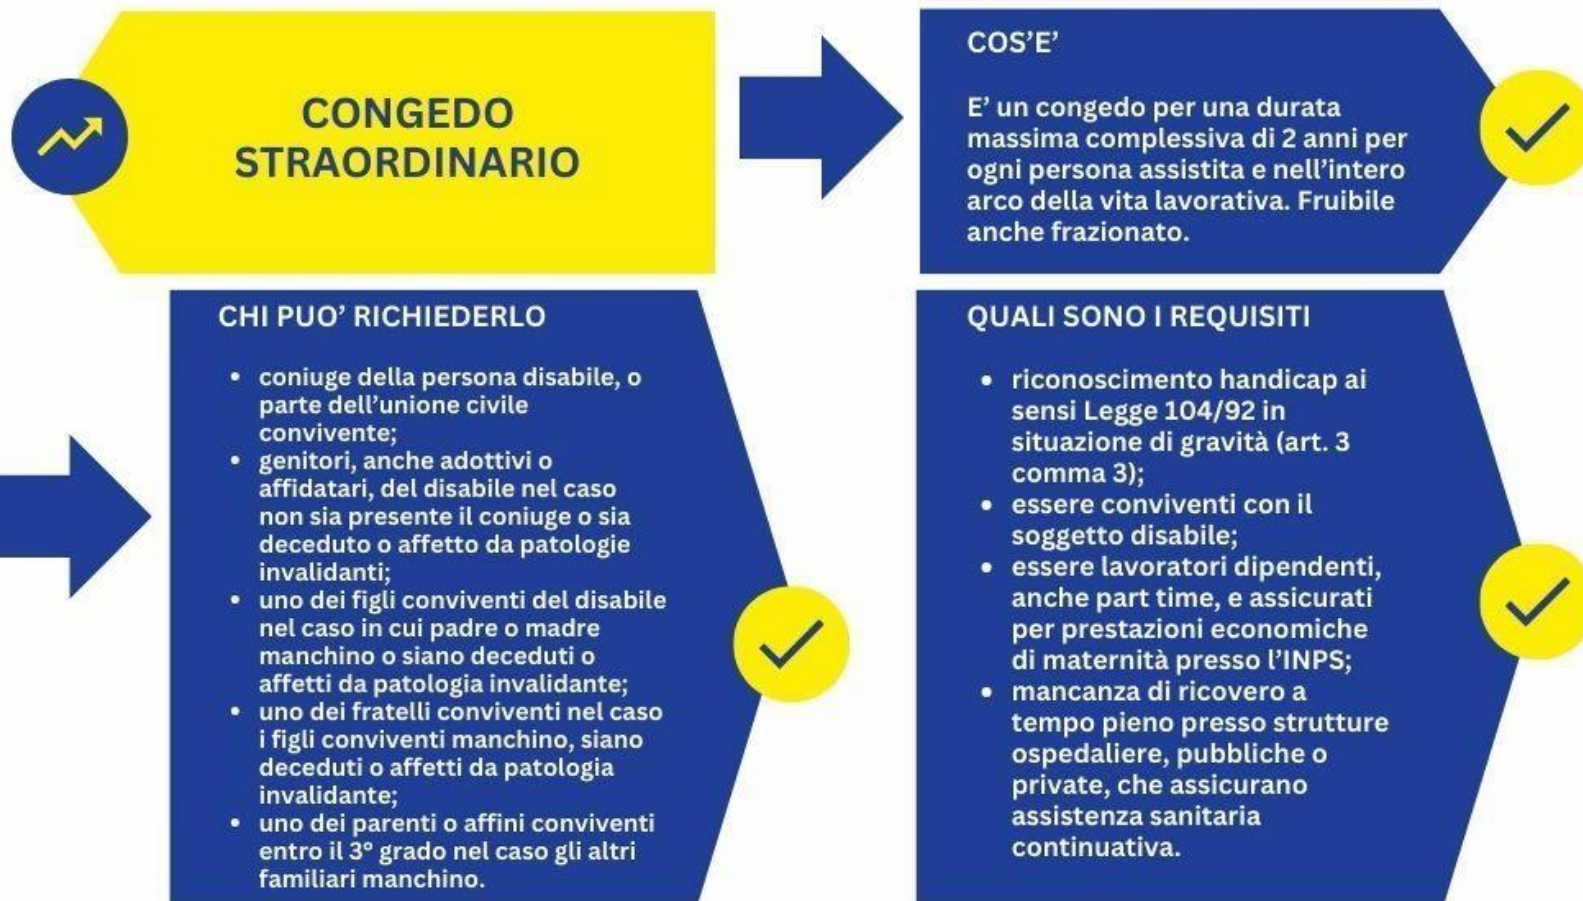 CONGEDO
STRAORDINARIO
COS'E'
E' un congedo per una durata
massima complessiva di 2 anni per
ogni persona assistita e nell'intero
arco della vita lavorativa. Fruibile
anche frazionato.
CHI PUO' RICHIEDERLO
• coniuge della persona disabile, o
parte dell'unione civile
convivente;
• genitori, anche adottivi o
affidatari, del disabile nel caso
non sia presente il coniuge o sia
deceduto o affetto da patologie
invalidanti;
• uno dei figli conviventi del disabile
nel caso in cui padre o madre
manchino o siano deceduti o
affetti da patologia invalidante;
• uno dei fratelli conviventi nel caso
i figli conviventi manchino, siano
deceduti o affetti da patologia
invalidante;
• uno dei parenti o affini conviventi
entro il 3° grado nel caso gli altri
familiari manchino.
QUALI SONO I REQUISITI
• riconoscimento handicap ai
sensi Legge 104/92 in
situazione di gravità (art. 3
comma 3);
• essere conviventi con il
soggetto disabile;
• essere lavoratori dipendenti,
anche part time, e assicurati
per prestazioni economiche
di maternità presso l'INPS;
• mancanza di ricovero a
tempo pieno presso strutture
ospedaliere, pubbliche o
private, che assicurano
assistenza sanitaria
continuativa.